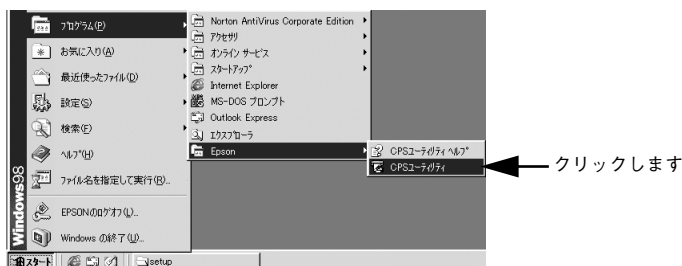 プログラム(P)
お気に入り(A)
最近使ったファイル(D)
設定(S)
検索(F)
ヘルプ(H)
ファイル名を指定して実行(R)...
EPSONのログオフ(L)...
Windows の終了(U)...
Windows98
Norton AntiVirus Corporate Edition
アクセサリ
オンライン サービス
スタートアップ
Internet Explorer
MS-DOS プロンプト
Outlook Express
エクスプローラ
Epson
CPSユーティリティ ヘルプ
CPSユーティリティ
クリックします
スタート
setup